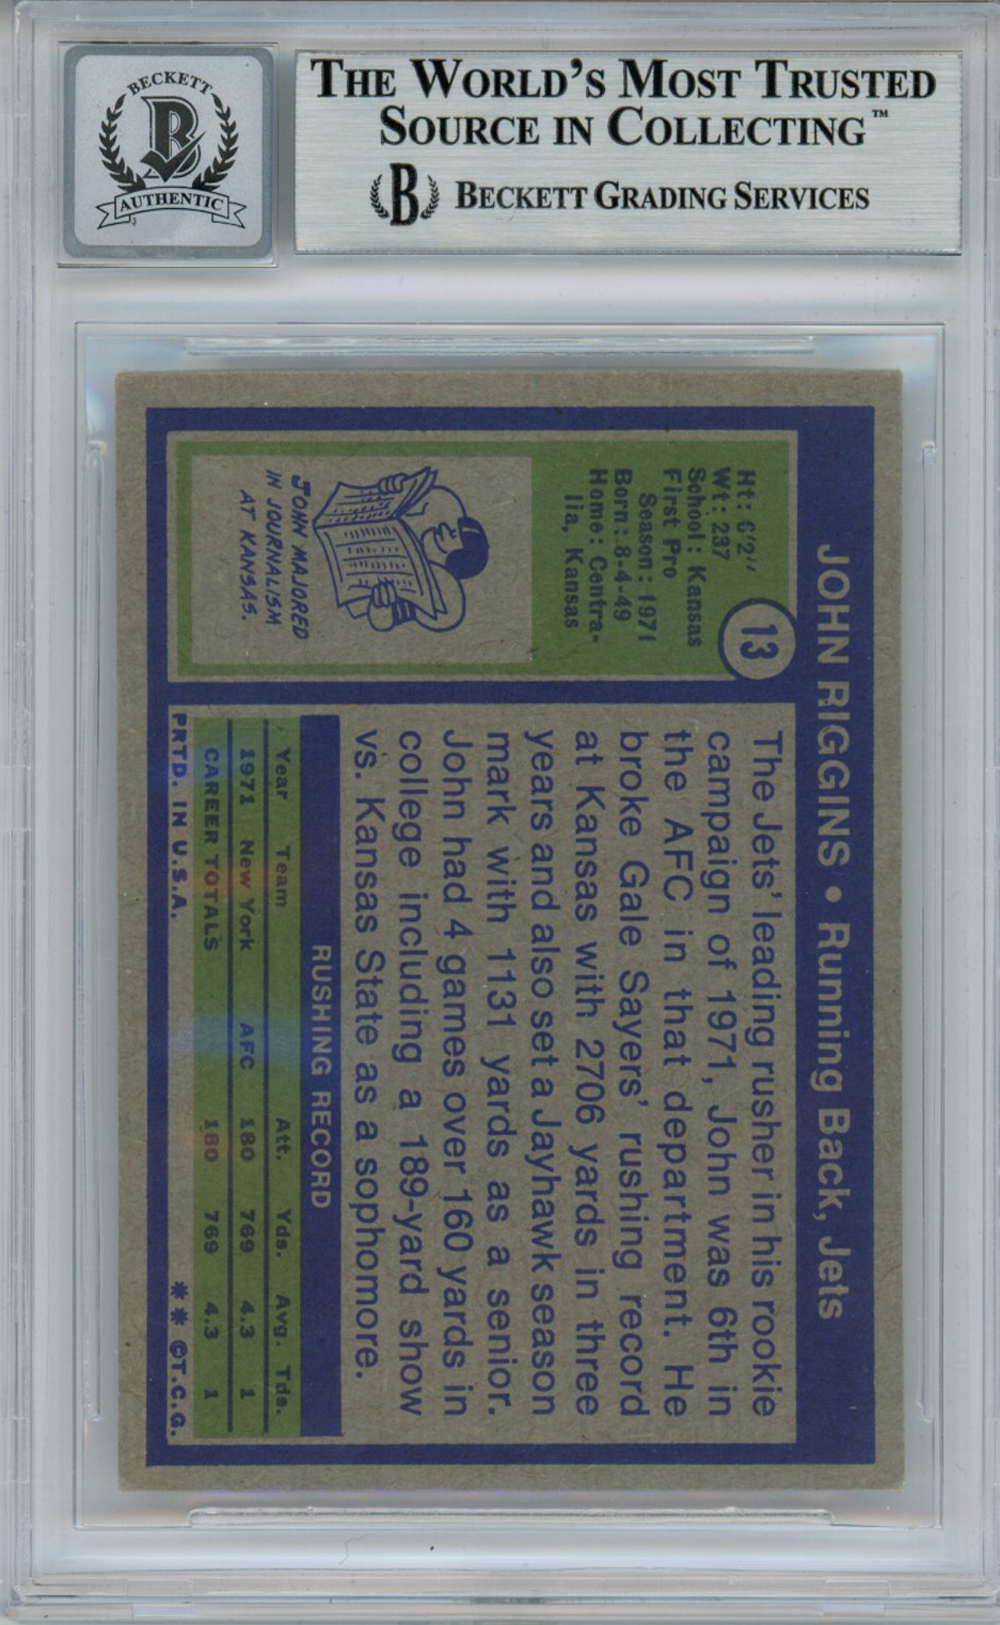 BECKETT
B
AUTHENTIC
THE WORLD'S MOST TRUSTED
SOURCE IN COLLECTING™
B BECKETT GRADING SERVICES
JOHN RIGGINS • Running Back, Jets
13
Ht: 6'2"
Wt: 237
School: Kansas
First Pro
Season: 1971
Born: 8-4-49
Home: Centra-
lia, Kansas
JOHN MAJORED
IN JOURNALISM
AT KANSAS.
The Jets' leading rusher in his rookie
campaign of 1971, John was 6th in
the AFC in that department. He
broke Gale Sayers' rushing record
at Kansas with 2706 yards in three
years and also set a Jayhawk season
mark with 1131 yards as a senior.
John had 4 games over 160 yards in
college including a 189-yard show
vs. Kansas State as a sophomore.
RUSHING RECORD
Year Team Att. Yds. Avg. Tds.
1971 New York AFC 180 769 4.3 1
CAREER TOTALS 180 769 4.3 1
PRTD. IN U.S.A. ** ©T.C.G.